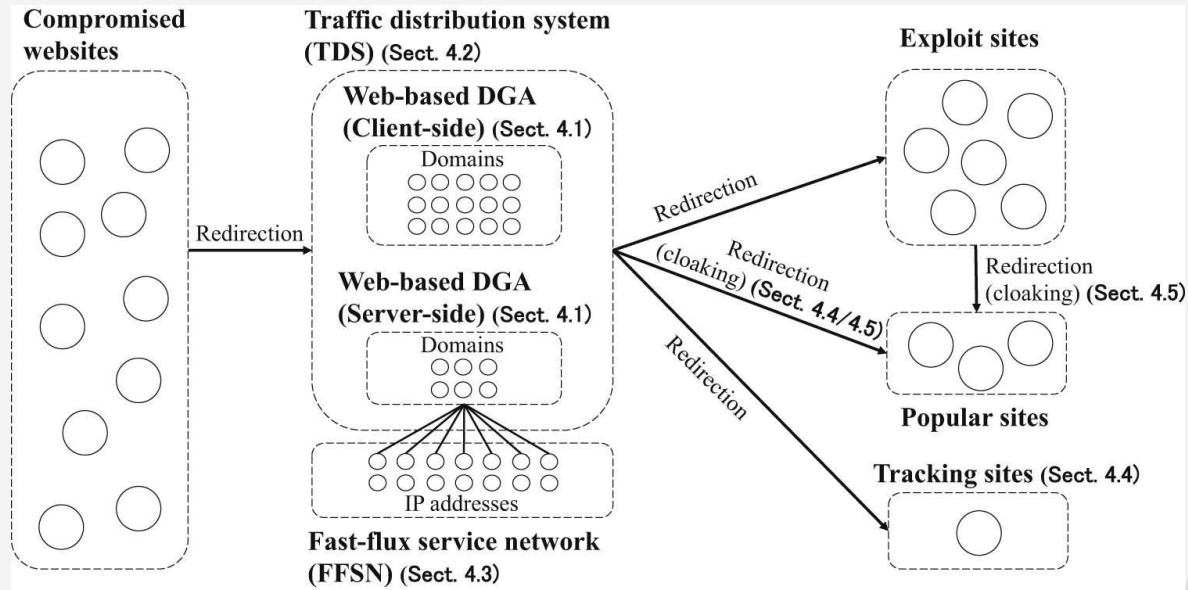 Compromised
websites
Redirection
Traffic distribution system
(TDS) (Sect. 4.2)
Web-based DGA
(Client-side) (Sect. 4.1)
Domains
Web-based DGA
(Server-side) (Sect. 4.1)
Domains
IP addresses
Fast-flux service network
(FFSN) (Sect. 4.3)
Redirection
Redirection
(cloaking) (Sect. 4.4/4.5)
Redirection
Exploit sites
Redirection
(cloaking) (Sect. 4.5)
Popular sites
Tracking sites (Sect. 4.4)